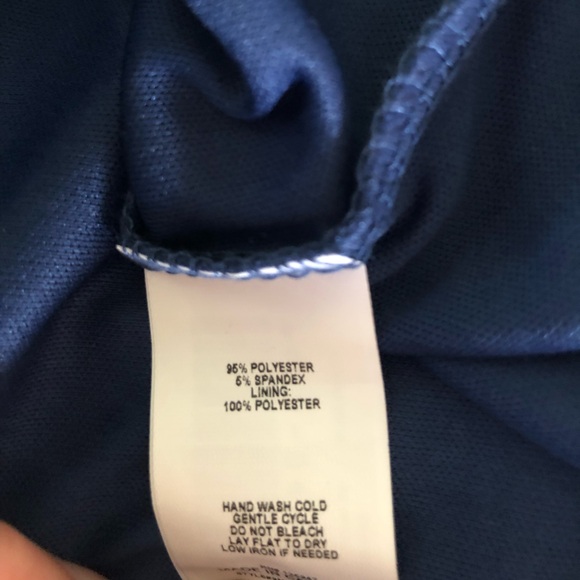 95% POLYESTER
5% SPANDEX
LINING:
100% POLYESTER
HAND WASH COLD
GENTLE CYCLE
DO NOT BLEACH
LAY FLAT TO DRY
LOW IRON IF NEEDED